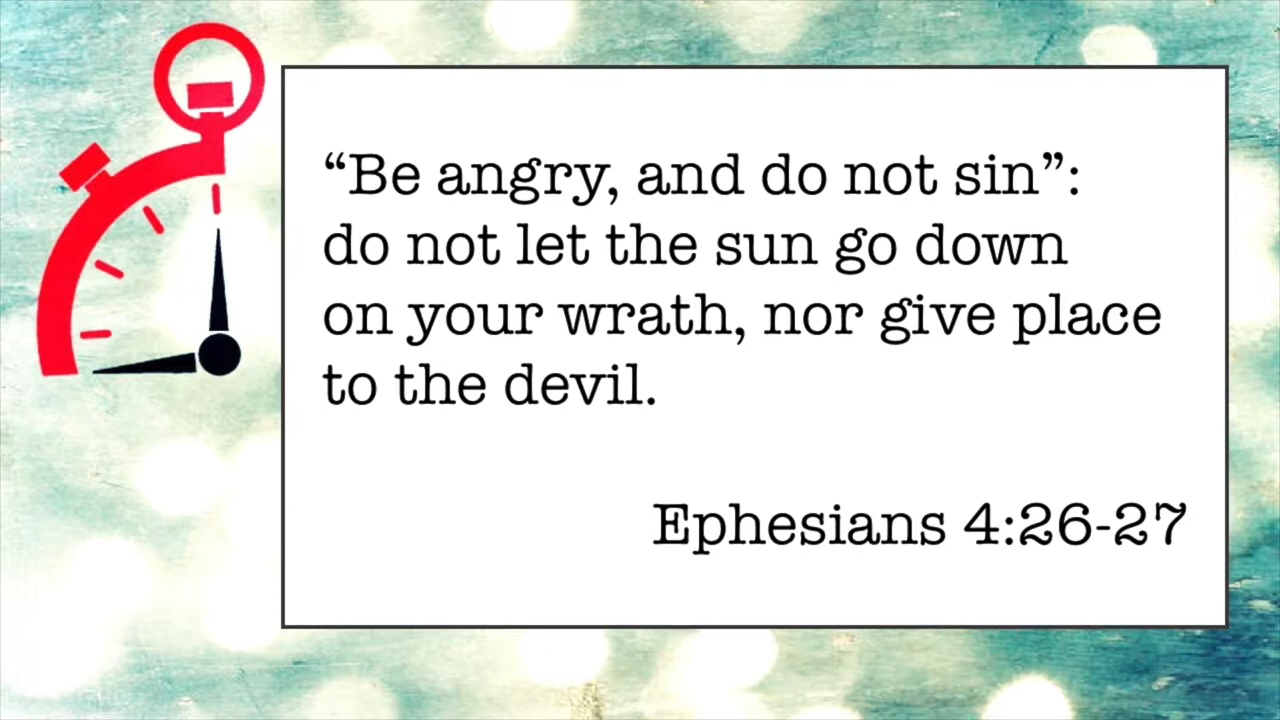 “Be angry, and do not sin”:
do not let the sun go down
on your wrath, nor give place
to the devil.
Ephesians 4:26-27